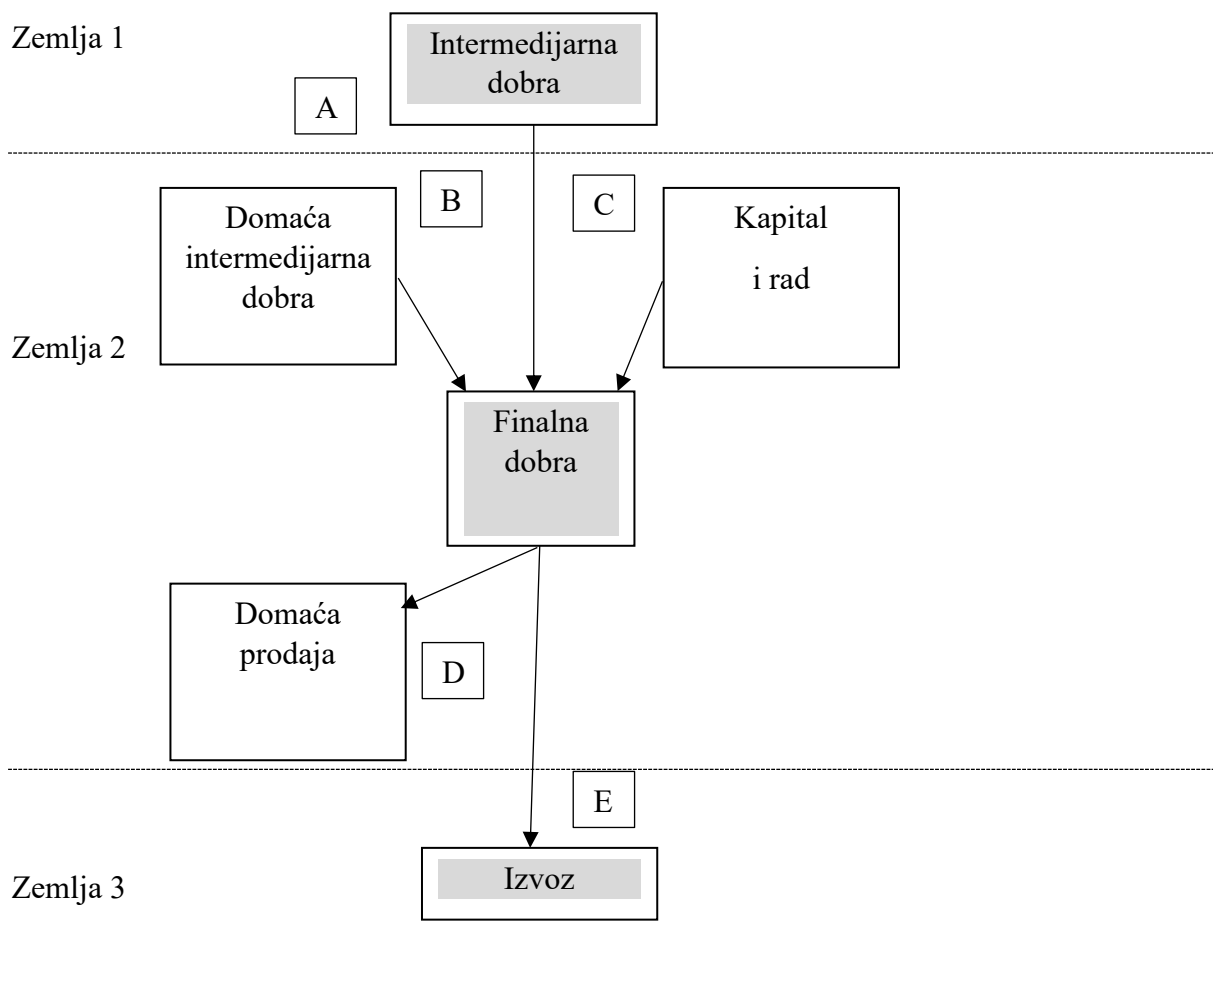 Zemlja 1
Intermedijarna
dobra
A
B
C
Domaća
intermedijarna
dobra
Kapital
i rad
Zemlja 2
Finalna
dobra
Domaća
prodaja
D
E
Izvoz
Zemlja 3